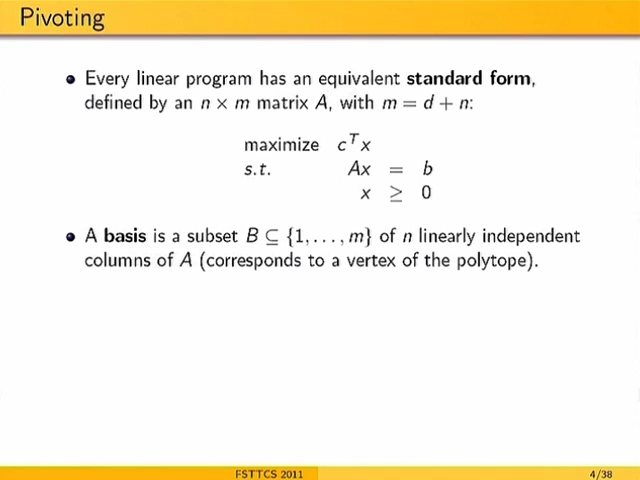 Pivoting
Every linear program has an equivalent standard form,
defined by an n × m matrix A, with m = d + n:
maximize c^T x
s.t. Ax = b
x ≥ 0
A basis is a subset B ⊆ {1, . . . , m} of n linearly independent
columns of A (corresponds to a vertex of the polytope).
FSTTCS 2011 4/38